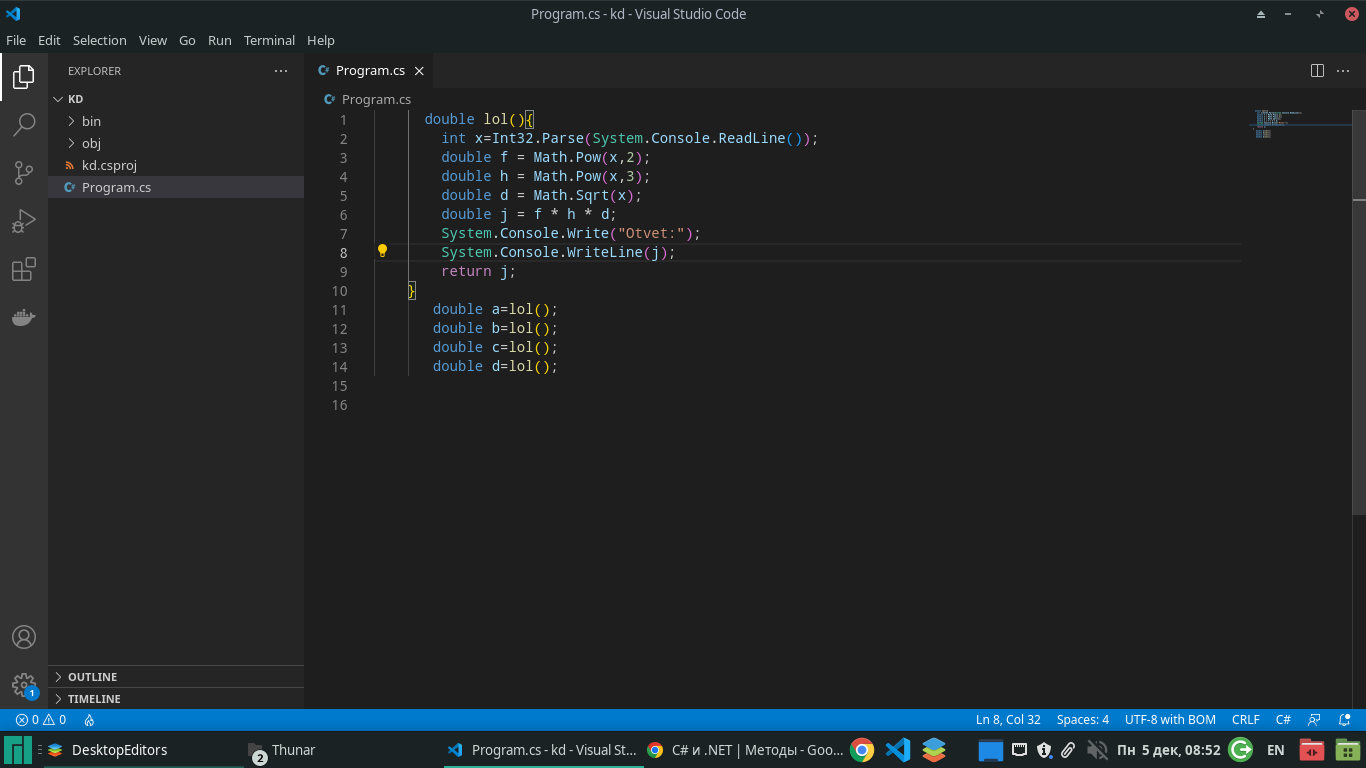 Program.cs - kd - Visual Studio Code
File Edit Selection View Go Run Terminal Help
EXPLORER
KD
bin
obj
kd.csproj
Program.cs
OUTLINE
TIMELINE
Program.cs
Program.cs
1 double lol(){
2 int x=Int32.Parse(System.Console.ReadLine());
3 double f = Math.Pow(x,2);
4 double h = Math.Pow(x,3);
5 double d = Math.Sqrt(x);
6 double j = f * h * d;
7 System.Console.Write("Otvet:");
8 System.Console.WriteLine(j);
9 return j;
10 }
11 double a=lol();
12 double b=lol();
13 double c=lol();
14 double d=lol();
15
16
1
0 0 Ln 8, Col 32 Spaces: 4 UTF-8 with BOM CRLF C#
DesktopEditors 2 Thunar Program.cs - kd - Visual St... C# и .NET | Методы - Goo... Пн 5 дек, 08:52 EN